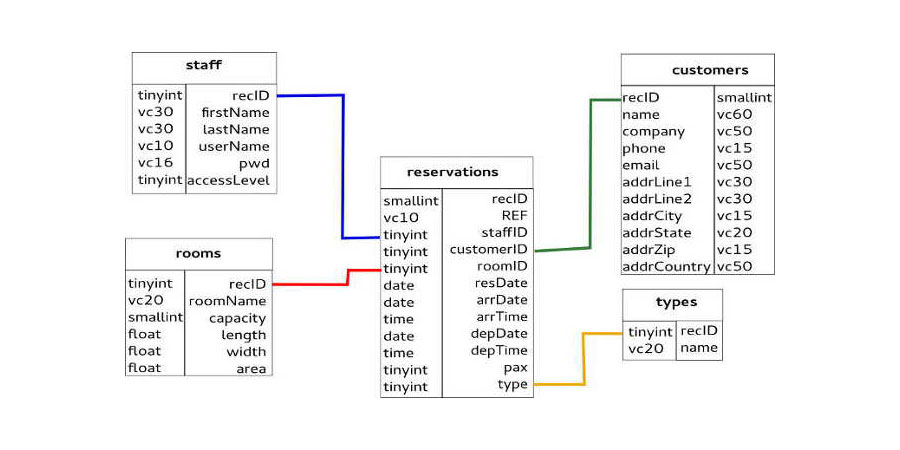 staff
tinyint recID
vc30 firstName
vc30 lastName
vc10 userName
vc16 pwd
tinyint accessLevel
rooms
tinyint recID
vc20 roomName
smallint capacity
float length
float width
float area
reservations
smallint recID
vc10 REF
tinyint staffID
tinyint customerID
tinyint roomID
date resDate
date arrDate
time arrTime
date depDate
time depTime
tinyint pax
tinyint type
customers
recID smallint
name vc60
company vc50
phone vc15
email vc50
addrLine1 vc30
addrLine2 vc30
addrCity vc15
addrState vc20
addrZip vc15
addrCountry vc50
types
tinyint recID
vc20 name